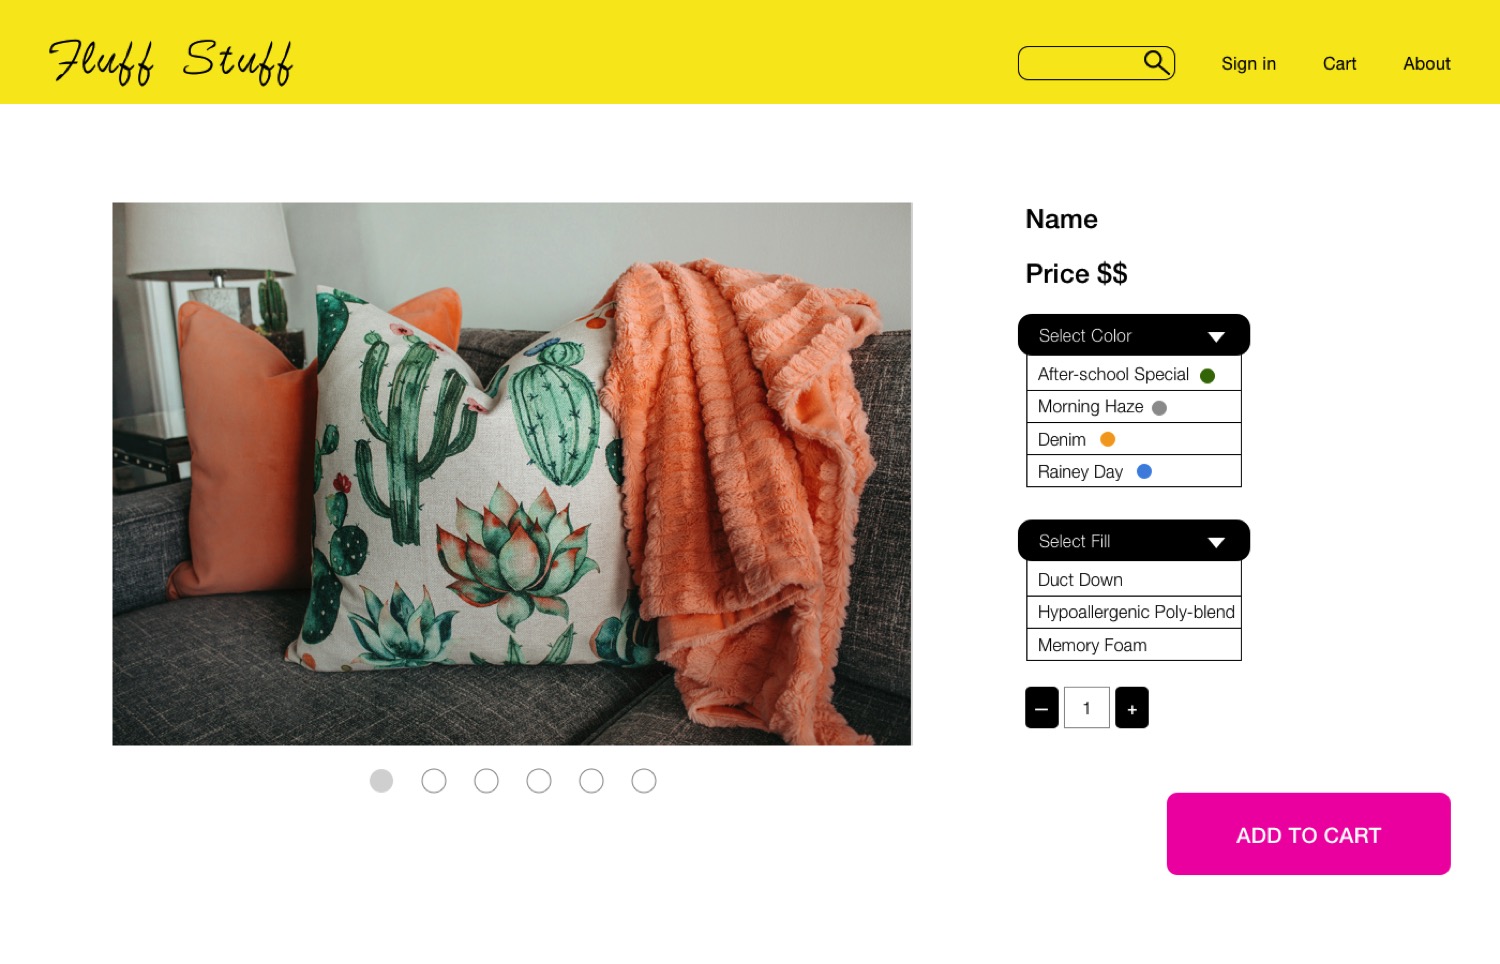 Fluff Stuff
Sign in Cart About
Name
Price $$
Select Color
After-school Special
Morning Haze
Denim
Rainey Day
Select Fill
Duct Down
Hypoallergenic Poly-blend
Memory Foam
– 1 +
ADD TO CART